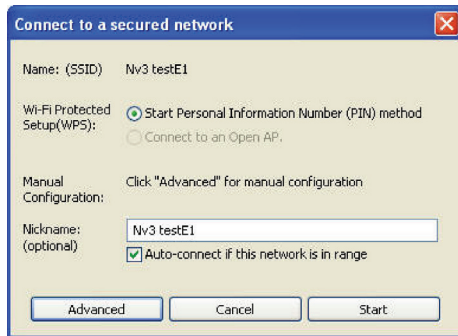 Connect to a secured network
Name: (SSID) Nv3 testE1
Wi-Fi Protected Setup(WPS):
Start Personal Information Number (PIN) method
Connect to an Open AP.
Manual Configuration:
Click "Advanced" for manual configuration
Nickname: (optional)
Nv3 testE1
Auto-connect if this network is in range
Advanced Cancel Start